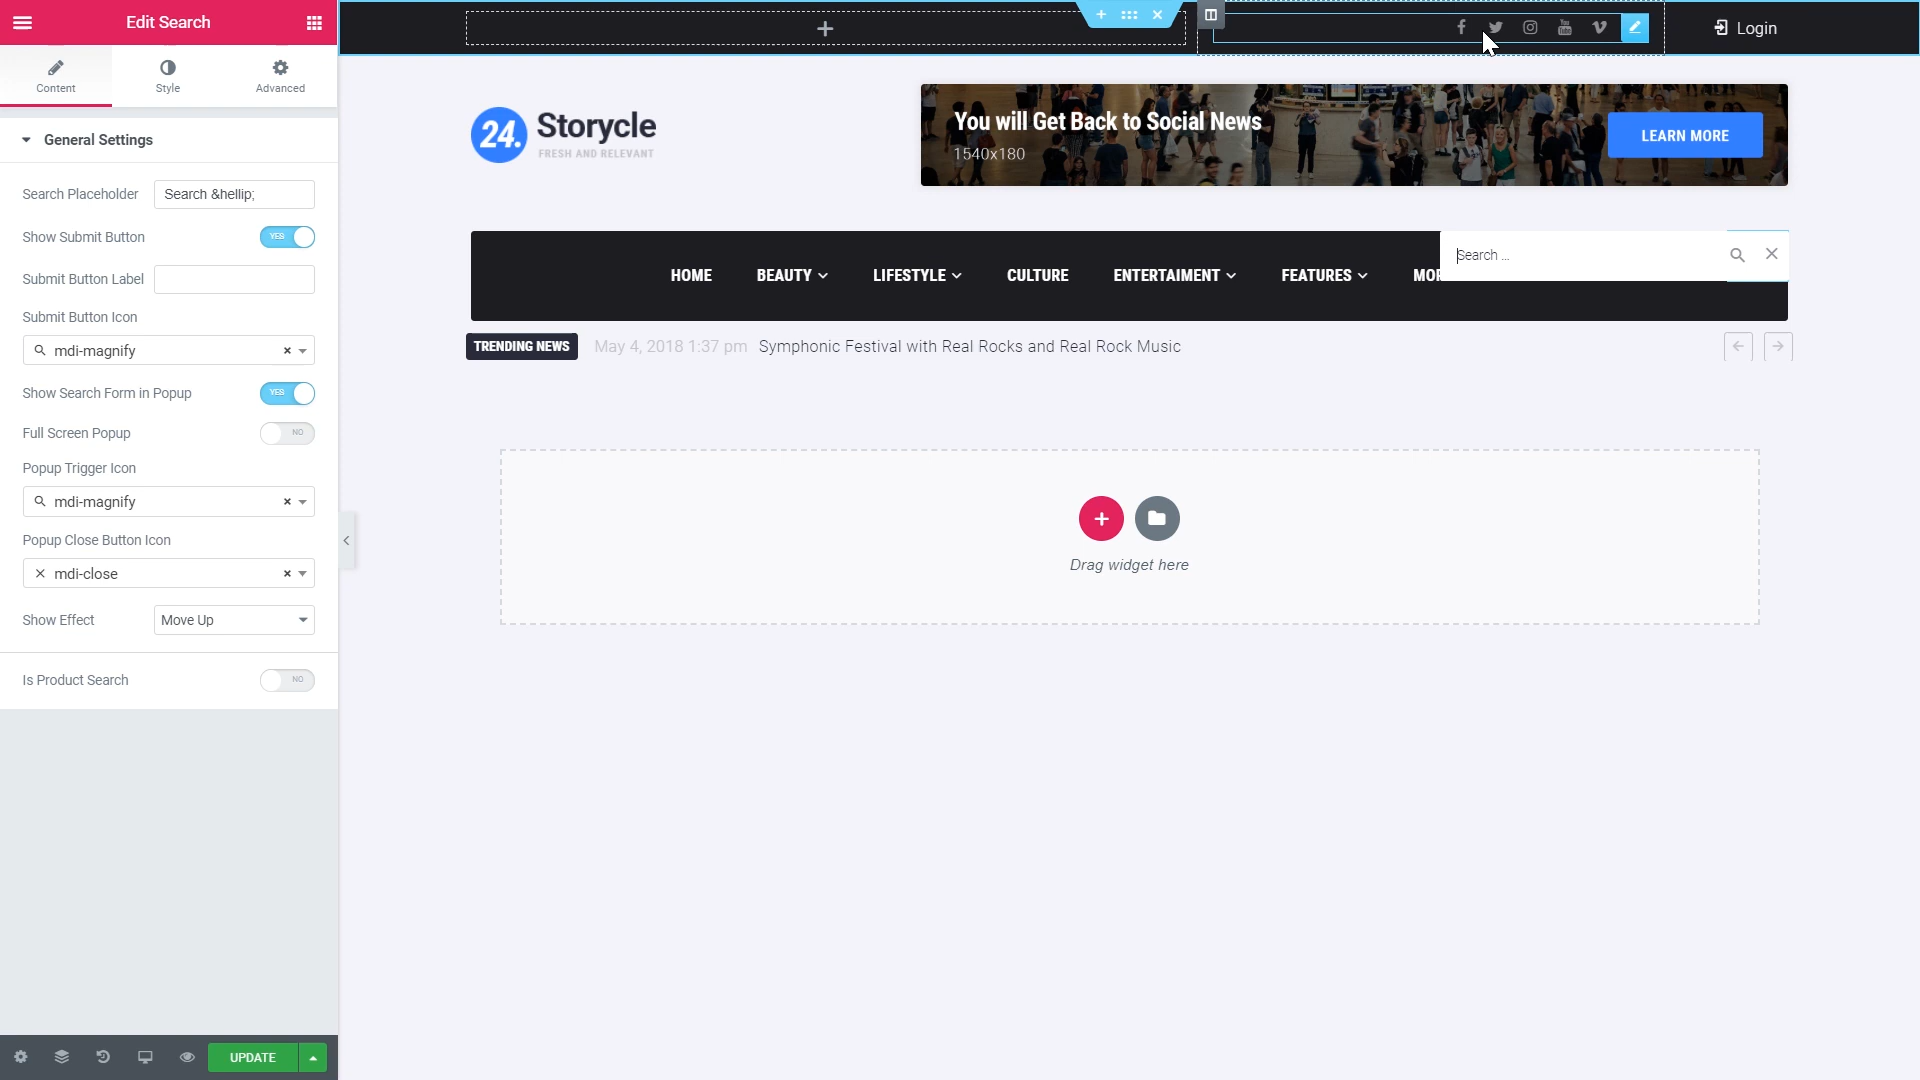 Edit Search
Content
Style
Advanced
General Settings
Search Placeholder
Search &hellip;
Show Submit Button
YES
Submit Button Label
Submit Button Icon
mdi-magnify
Show Search Form in Popup
YES
Full Screen Popup
NO
Popup Trigger Icon
mdi-magnify
Popup Close Button Icon
mdi-close
Show Effect
Move Up
Is Product Search
NO
UPDATE
You Tube
Login
24.
Storycle
FRESH AND RELEVANT
You will Get Back to Social News
1540x180
LEARN MORE
HOME
BEAUTY
LIFESTYLE
CULTURE
ENTERTAIMENT
FEATURES
MOR
Search ...
TRENDING NEWS
May 4, 2018 1:37 pm
Symphonic Festival with Real Rocks and Real Rock Music
Drag widget here